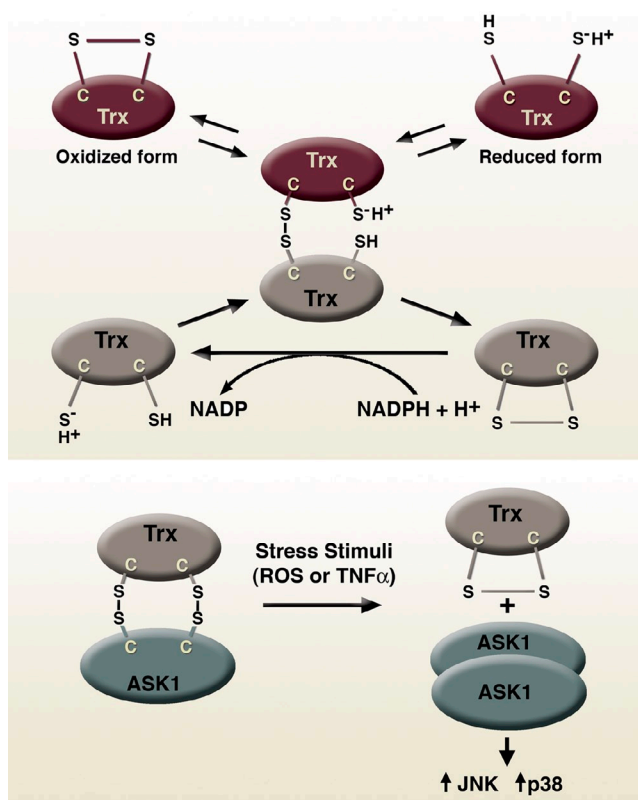 S S
H
S
S⁻H⁺
C C
Trx
C C
Trx
Oxidized form
Reduced form
Trx
C C
S
S⁻H⁺
S
SH
C C
Trx
Trx
C C
S⁻
H⁺
SH
Trx
C C
S S
NADP
NADPH + H⁺
Trx
C C
S S
S S
C C
ASK1
Stress Stimuli
(ROS or TNFα)
Trx
C C
S S
+
ASK1
ASK1
JNK p38